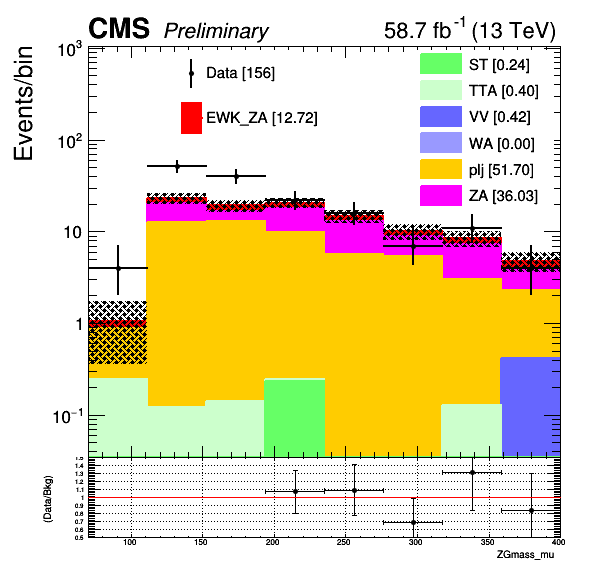 CMS Preliminary 58.7 fb⁻¹ (13 TeV)
Events/bin
10³
10²
10
1
10⁻¹
Data [156]
EWK_ZA [12.72]
ST [0.24]
TTA [0.40]
VV [0.42]
WA [0.00]
plj [51.70]
ZA [36.03]
(Data/Bkg)
1.5
1.4
1.3
1.2
1.1
1
0.9
0.8
0.7
0.6
0.5
100 150 200 250 300 350 400
ZGmass_mu